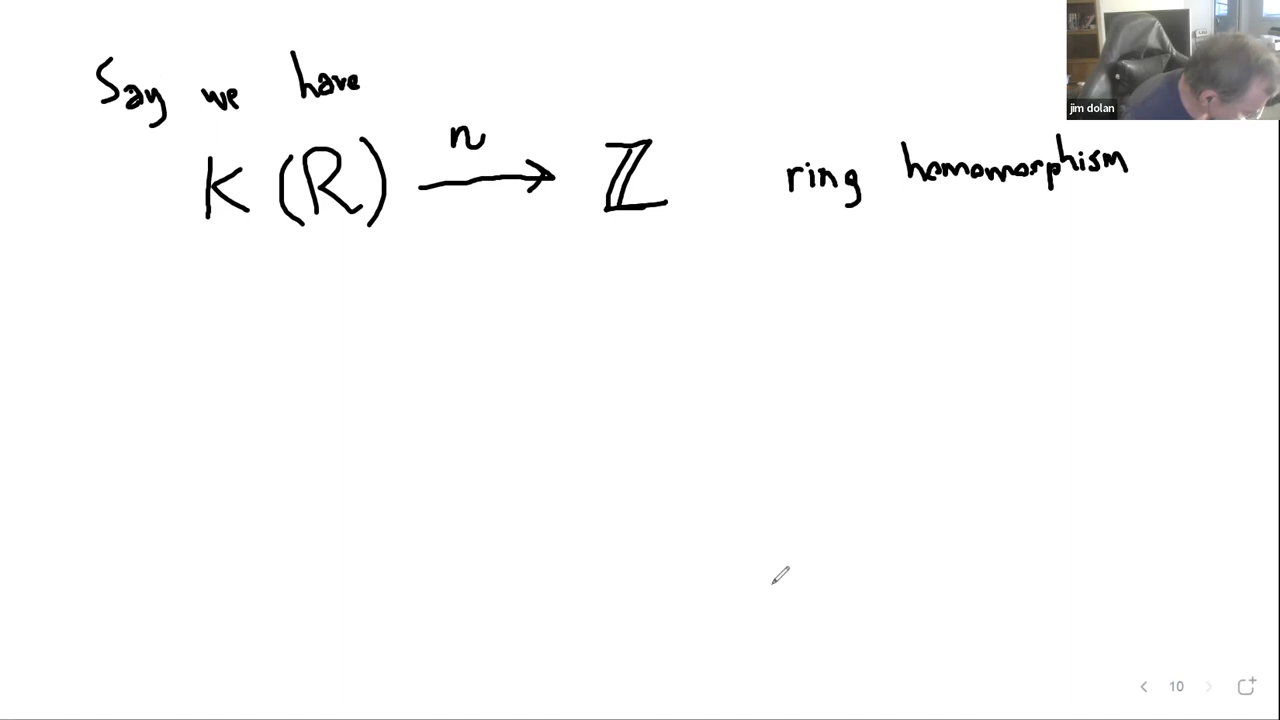 Say we have
K (R) n → ℤ ring homomorphism
jim dolan
10